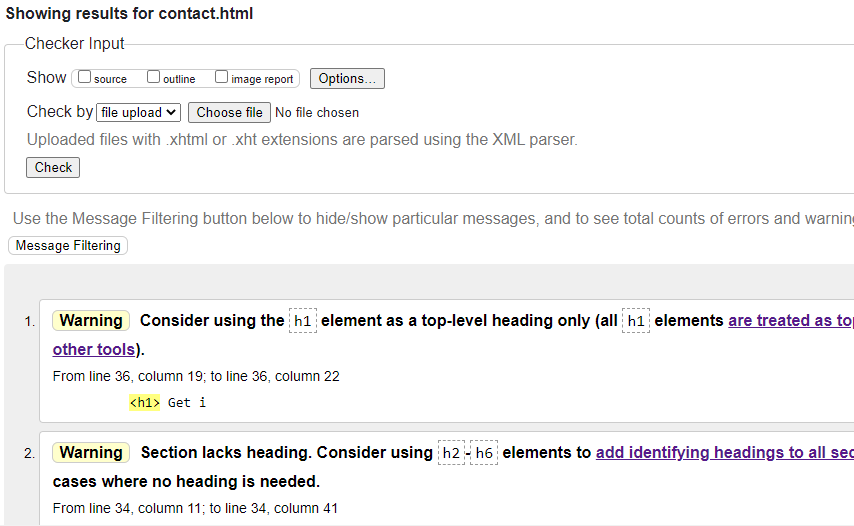 Showing results for contact.html
Checker Input
Show source outline image report Options...
Check by file upload Choose file No file chosen
Uploaded files with .xhtml or .xht extensions are parsed using the XML parser.
Check
Use the Message Filtering button below to hide/show particular messages, and to see total counts of errors and
Message Filtering
1. Warning Consider using the h1 element as a top-level heading only (all h1 elements are treated as
other tools).
From line 36, column 19; to line 36, column 22
<h1> Get i
2. Warning Section lacks heading. Consider using h2-h6 elements to add identifying headings to all
cases where no heading is needed.
From line 34, column 11; to line 34, column 41